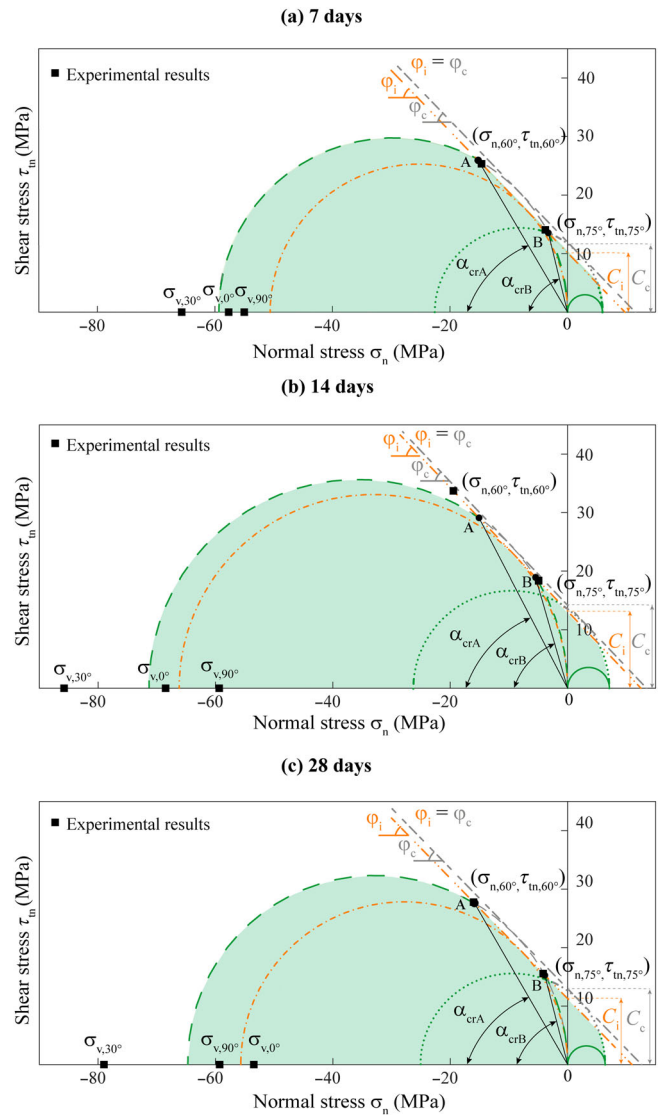 (a) 7 days
■ Experimental results
φi φi = φc
φc
40
(σn,60°, τtn,60°)
30
A
20
(σn,75°, τtn,75°)
B
10
αcrA
αcrB
Ci Cc
σv,30° σv,0° σv,90°
−80 −60 −40 −20 0
Shear stress τtn (MPa)
Normal stress σn (MPa)
(b) 14 days
■ Experimental results
φi φi = φc
φc
40
(σn,60°, τtn,60°)
30
A
20
B (σn,75°, τtn,75°)
10
αcrA
αcrB
Ci Cc
σv,30° σv,0° σv,90°
−80 −60 −40 −20 0
Shear stress τtn (MPa)
Normal stress σn (MPa)
(c) 28 days
■ Experimental results
φi φi = φc
φc
40
(σn,60°, τtn,60°)
30
A
20
(σn,75°, τtn,75°)
B
10
αcrA
αcrB
Ci Cc
σv,30° σv,90° σv,0°
−80 −60 −40 −20 0
Shear stress τtn (MPa)
Normal stress σn (MPa)